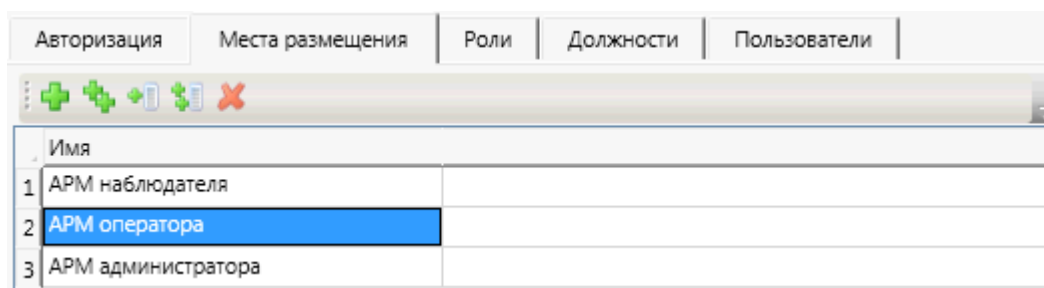 Авторизация Места размещения Роли Должности Пользователи
Имя
1 АРМ наблюдателя
2 АРМ оператора
3 АРМ администратора